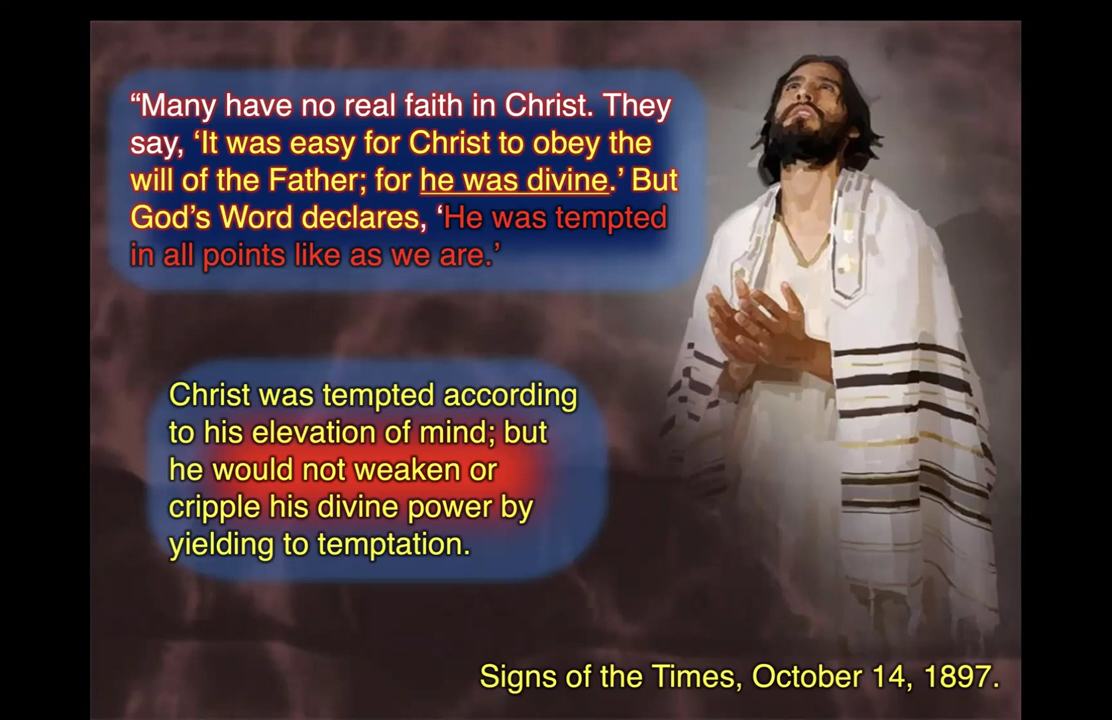 “Many have no real faith in Christ. They
say, ‘It was easy for Christ to obey the
will of the Father; for he was divine.’ But
God’s Word declares, ‘He was tempted
in all points like as we are.’
Christ was tempted according
to his elevation of mind; but
he would not weaken or
cripple his divine power by
yielding to temptation.
Signs of the Times, October 14, 1897.